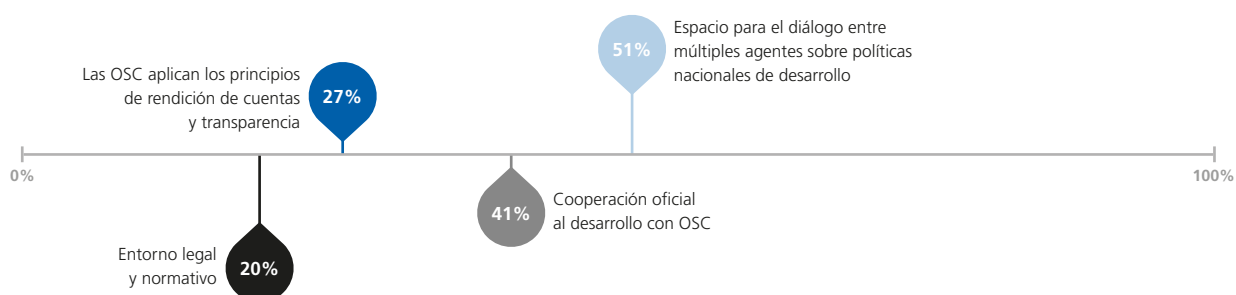 Espacio para el diálogo entre
múltiples agentes sobre políticas
nacionales de desarrollo
51%
Las OSC aplican los principios
de rendición de cuentas
y transparencia
27%
0%
100%
Cooperación oficial
al desarrollo con OSC
41%
Entorno legal
y normativo
20%